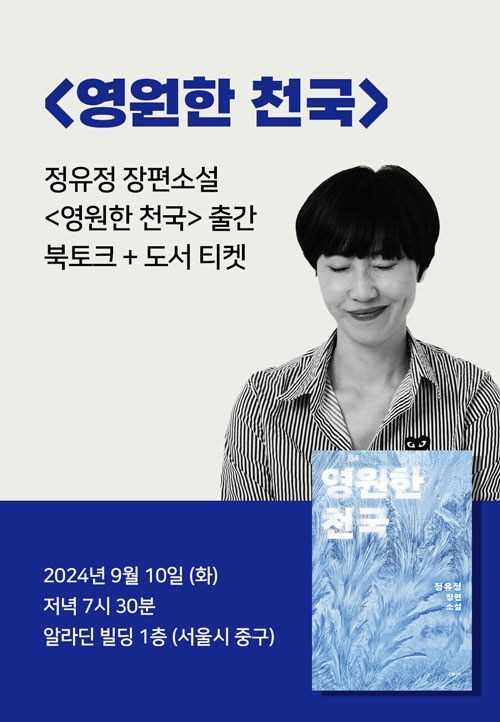 <영원한 천국>
정유정 장편소설
<영원한 천국> 출간
북토크 + 도서 티켓
영원한
천국
정유정
장편
소설
2024년 9월 10일 (화)
저녁 7시 30분
알라딘 빌딩 1층 (서울시 중구)